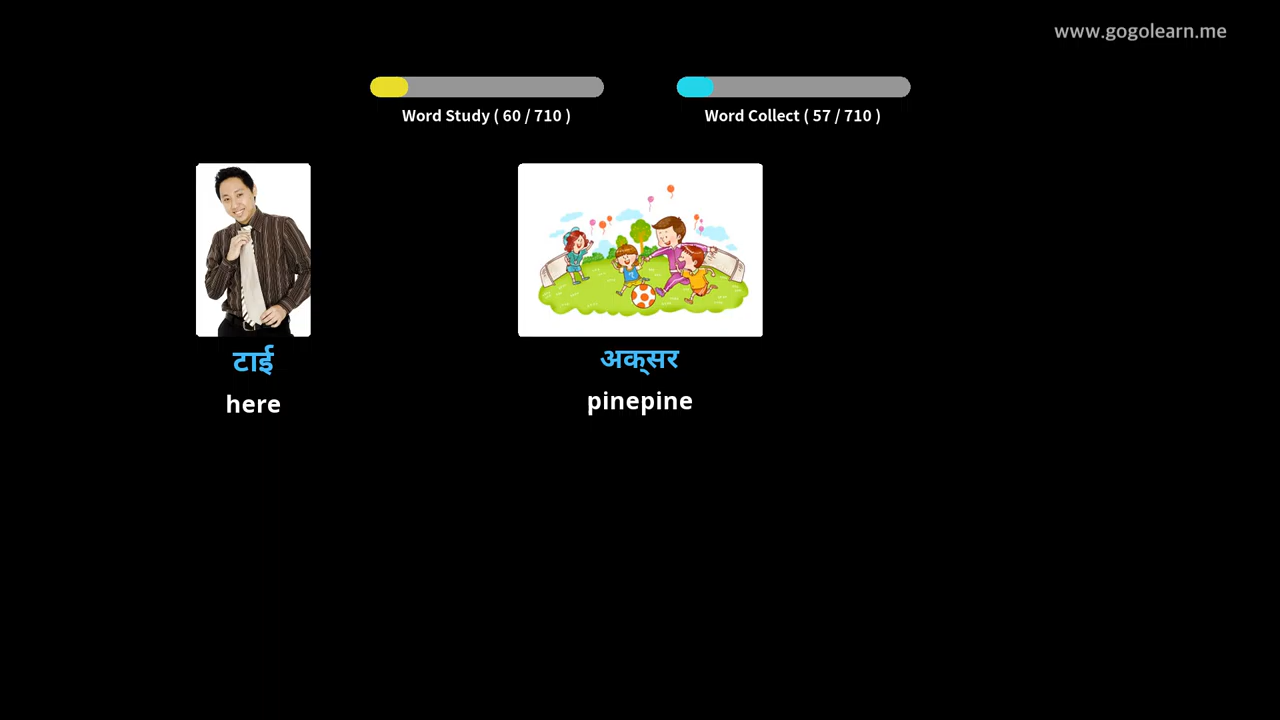 www.gogolearn.me
Word Study ( 60 / 710 )
Word Collect ( 57 / 710 )
टाई
here
अक्सर
pinepine